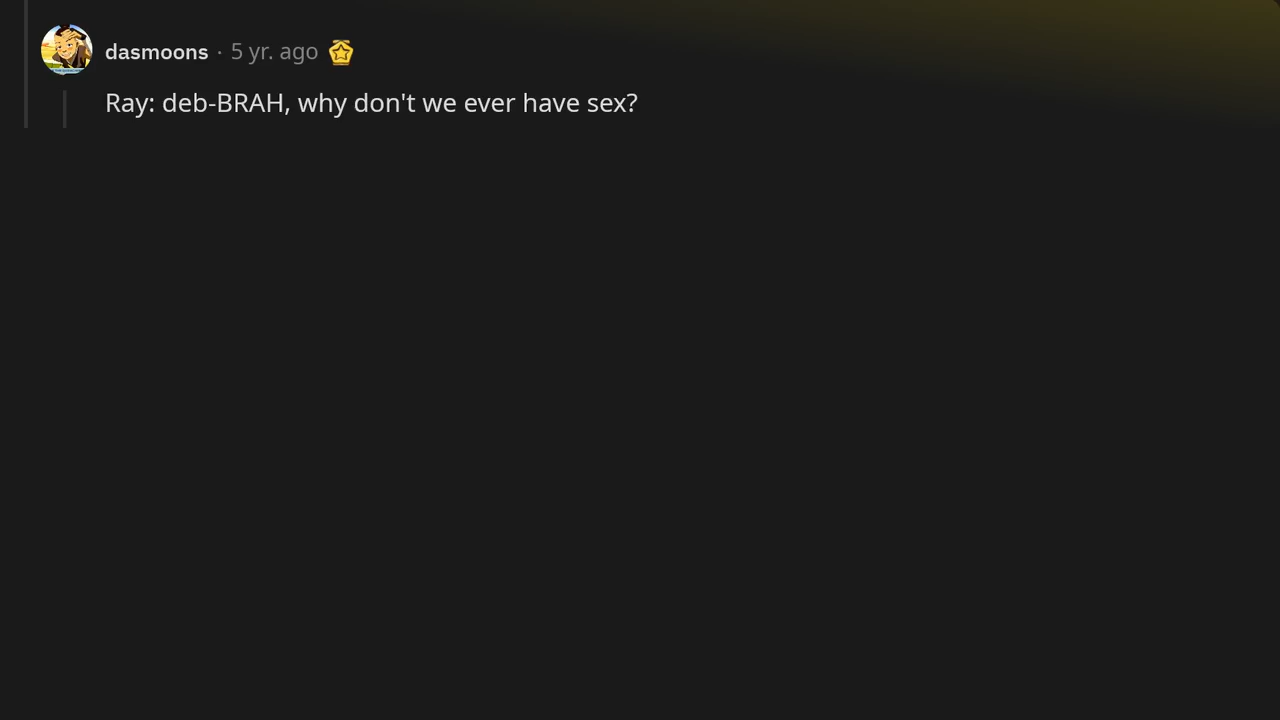 dasmoons · 5 yr. ago
Ray: deb-BRAH, why don't we ever have sex?